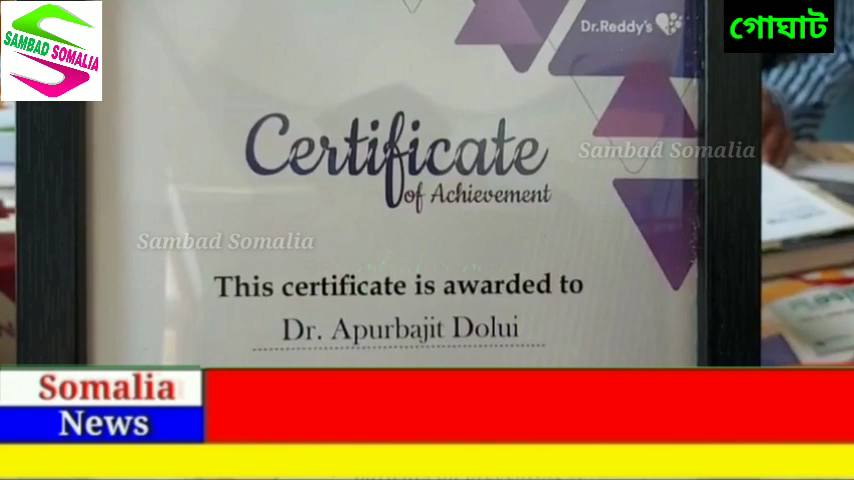 SAMBAD SOMALIA
Dr.Reddy's
গোঘাট
Certificate
of Achievement
Sambad Somalia
Sambad Somalia
This certificate is awarded to
Dr. Apurbajit Dolui
Somalia
News